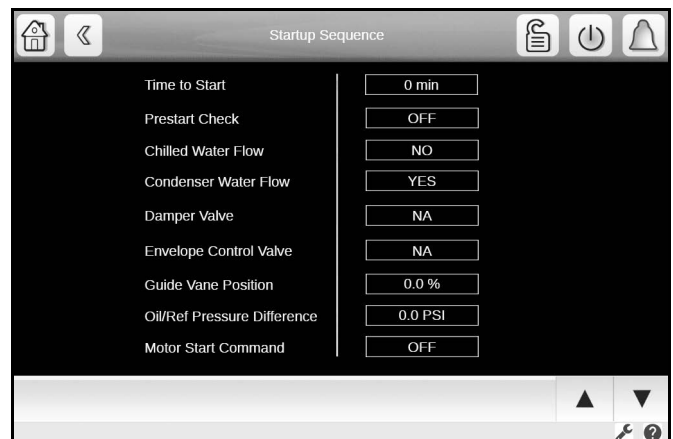 Startup Sequence
Time to Start 0 min
Prestart Check OFF
Chilled Water Flow NO
Condenser Water Flow YES
Damper Valve NA
Envelope Control Valve NA
Guide Vane Position 0.0 %
Oil/Ref Pressure Difference 0.0 PSI
Motor Start Command OFF